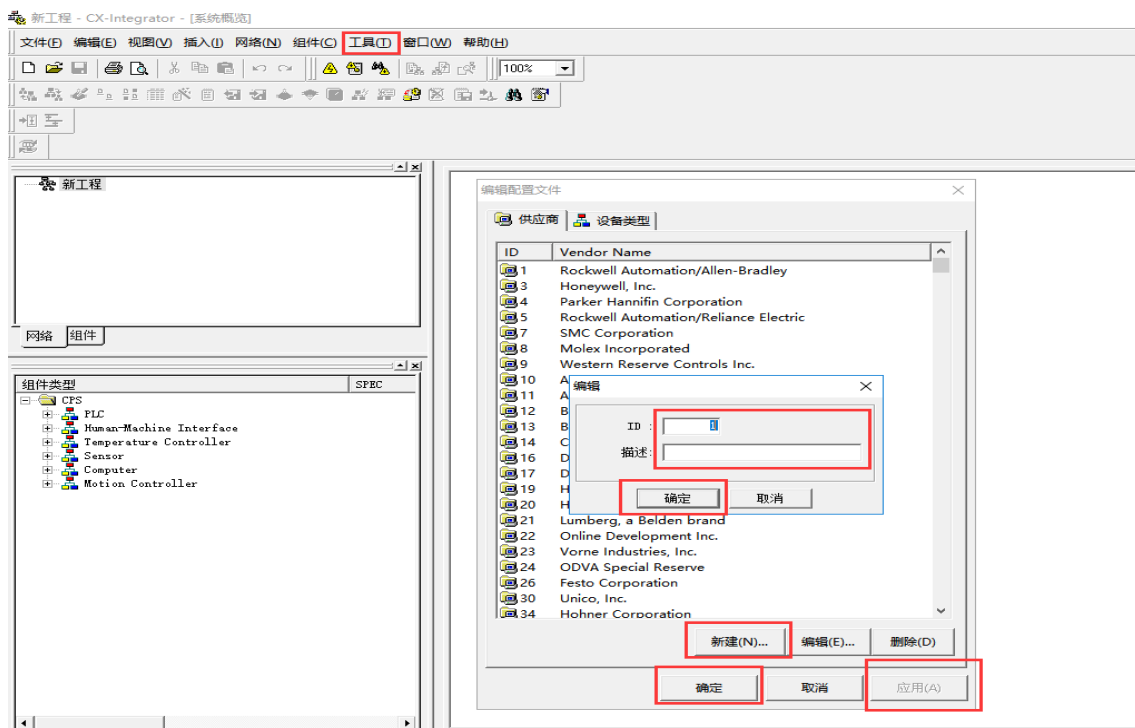 新工程 - CX-Integrator - [系统概览]
文件(F) 编辑(E) 视图(V) 插入(I) 网络(N) 组件(C) 工具(T) 窗口(W) 帮助(H)
100%
新工程
网络 组件
组件类型 SPEC
CPS
PLC
Human-Machine Interface
Temperature Controller
Sensor
Computer
Motion Controller
编辑配置文件
供应商 设备类型
ID Vendor Name
1 Rockwell Automation/Allen-Bradley
3 Honeywell, Inc.
4 Parker Hannifin Corporation
5 Rockwell Automation/Reliance Electric
7 SMC Corporation
8 Molex Incorporated
9 Western Reserve Controls Inc.
10 A
11 A
12 B
13 B
14 C
16 D
17 D
19 H
20 H
21 Lumberg, a Belden brand
22 Online Development Inc.
23 Vorne Industries, Inc.
24 ODVA Special Reserve
26 Festo Corporation
30 Unico, Inc.
34 Hohner Corporation
编辑
ID : 1
描述:
确定 取消
新建(N)... 编辑(E)... 删除(D)
确定 取消 应用(A)